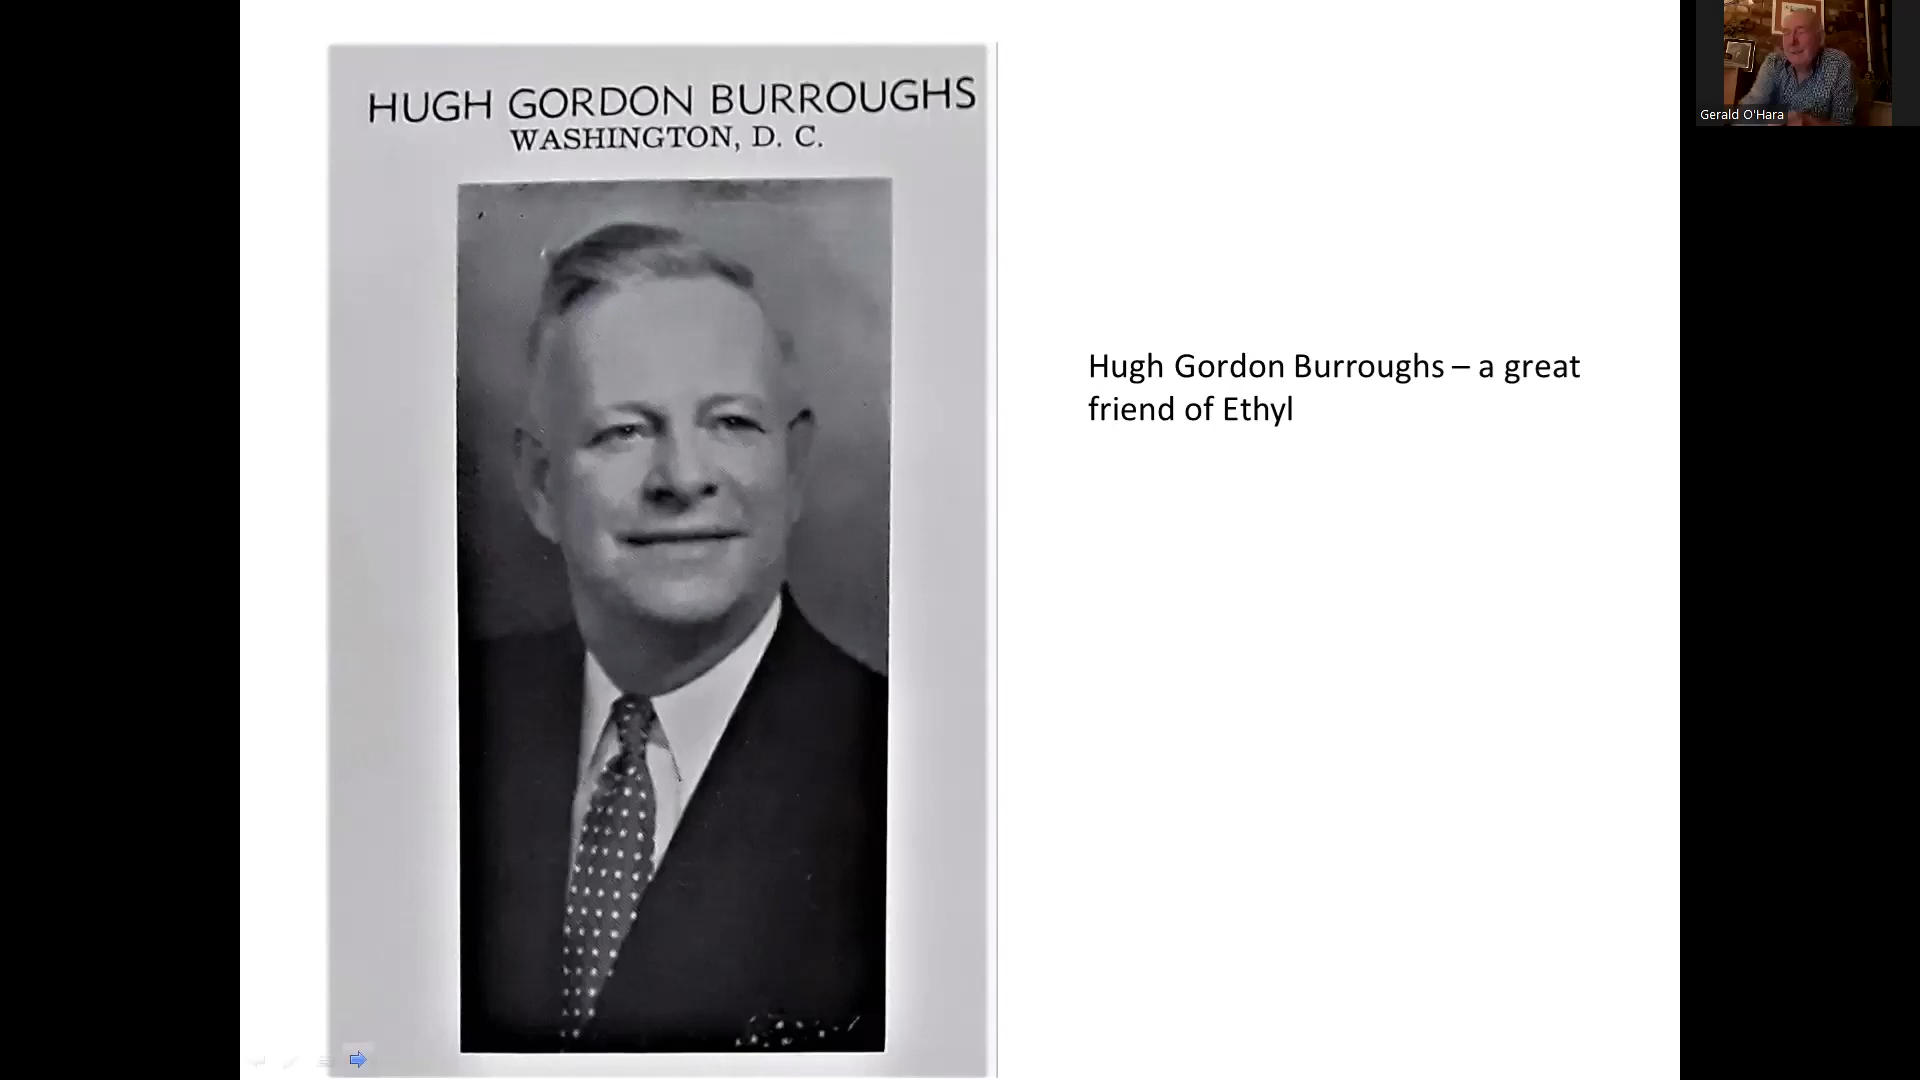 HUGH GORDON BURROUGHS
WASHINGTON, D. C.
Hugh Gordon Burroughs – a great
friend of Ethyl
Gerald O'Hara